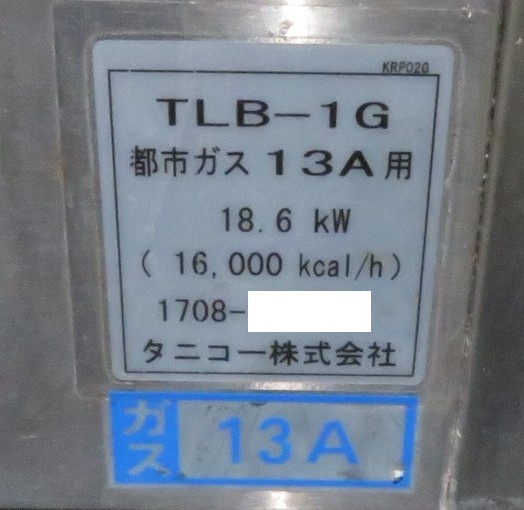 KRP02G
TLB-1G
都市ガス 13A用
18.6 kW
( 16,000 kcal/h)
1708-
タニコー株式会社
ガス 13A